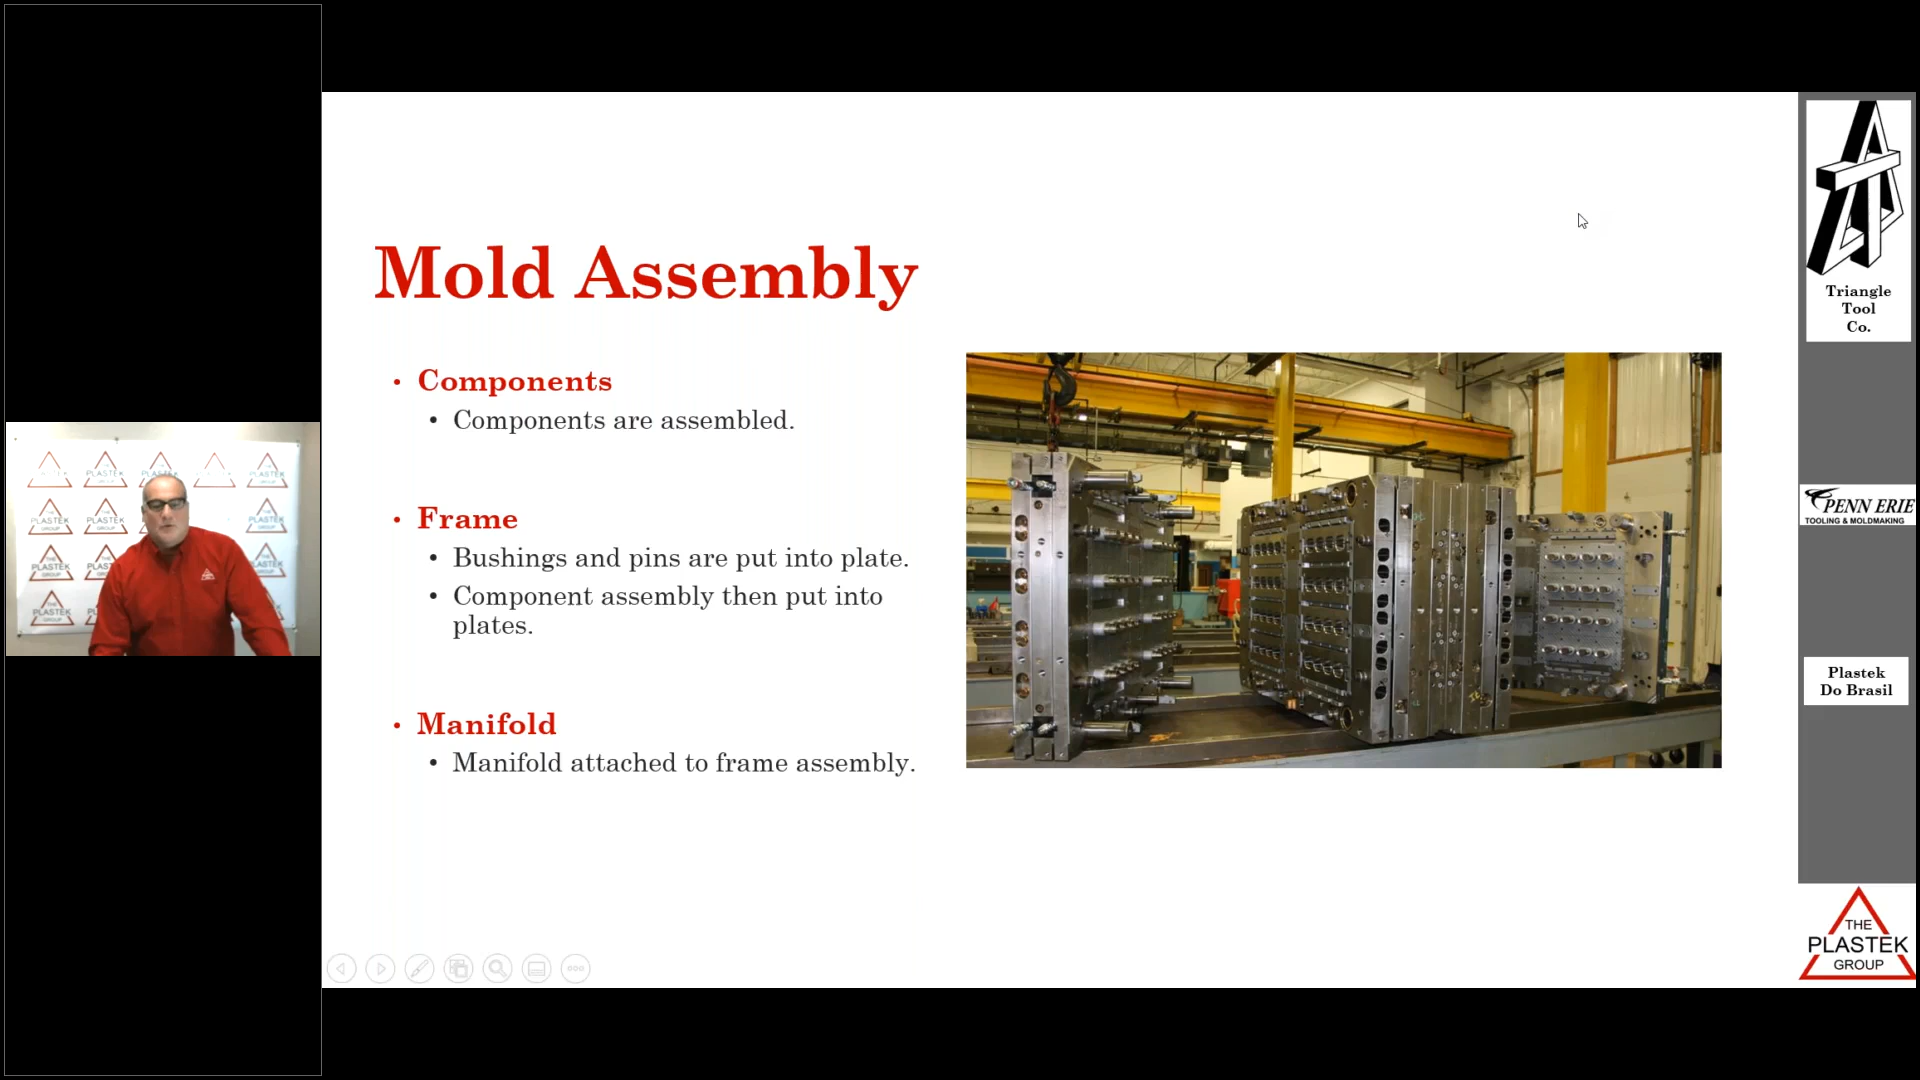 Mold Assembly
• Components
• Components are assembled.
• Frame
• Bushings and pins are put into plate.
• Component assembly then put into
plates.
• Manifold
• Manifold attached to frame assembly.
Triangle
Tool
Co.
PENN ERIE
TOOLING & MOLDMAKING
Plastek
Do Brasil
THE
PLASTEK
GROUP